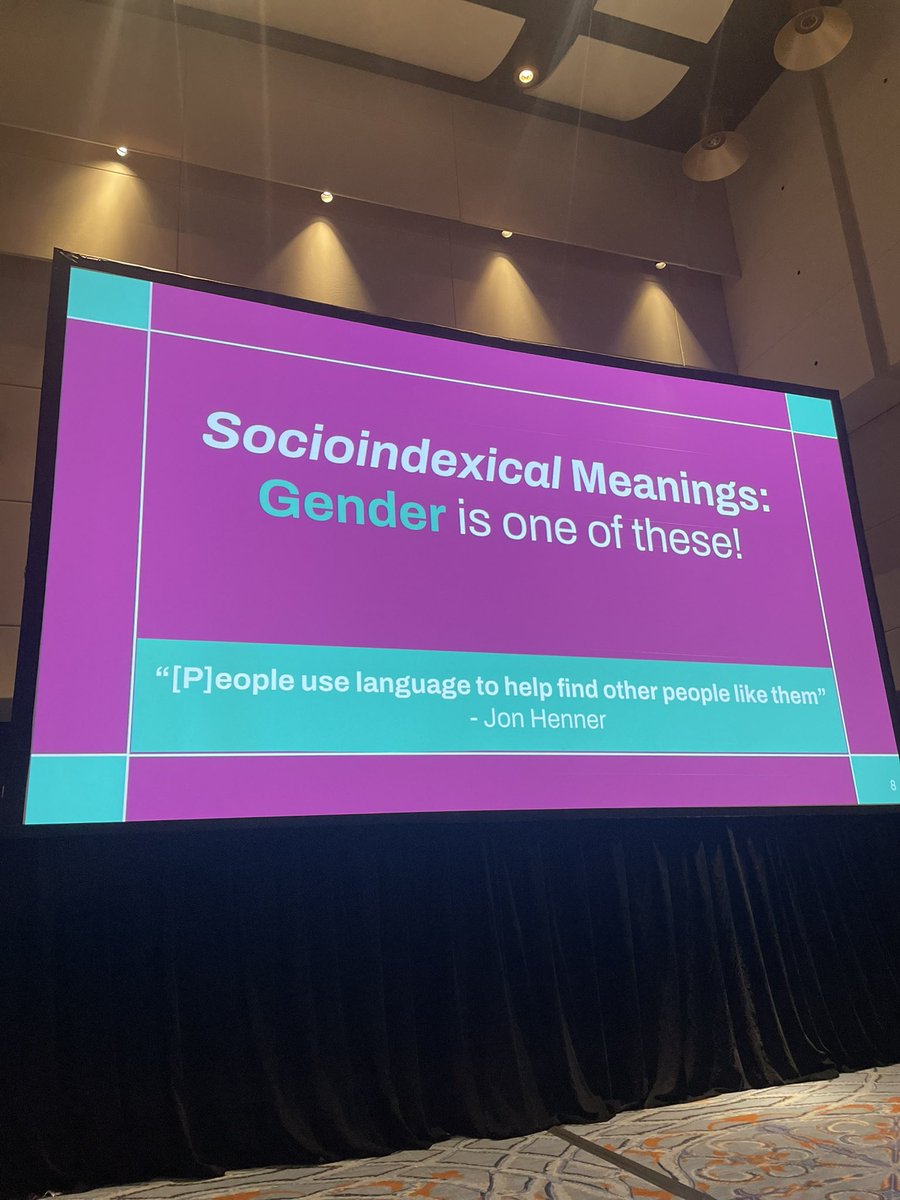 Socioindexical Meanings:
Gender is one of these!
“[P]eople use language to help find other people like them”
- Jon Henner
8